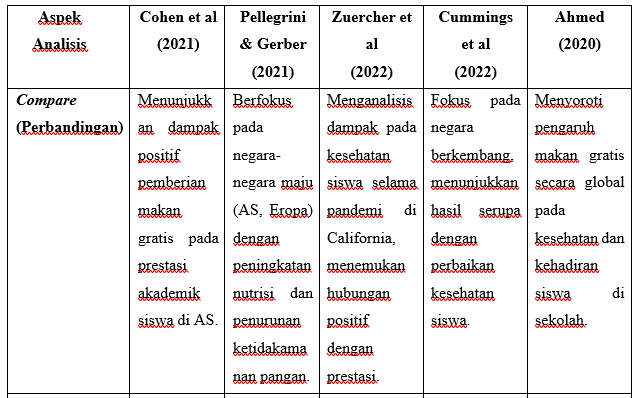 Aspek
Analisis
Cohen et al
(2021)
Pellegrini
& Gerber
(2021)
Zuercher et
al
(2022)
Cummings
et al
(2022)
Ahmed
(2020)
Compare
(Perbandingan)
Menunjukk
an dampak
positif
pemberian
makan
gratis pada
prestasi
akademik
siswa di AS.
Berfokus
pada
negara-
negara maju
(AS, Eropa)
dengan
peningkatan
nutrisi dan
penurunan
ketidakama
nan pangan.
Menganalisis
dampak pada
kesehatan
siswa selama
pandemi di
California,
menemukan
hubungan
positif
dengan
prestasi.
Fokus pada
negara
berkembang,
menunjukkan
hasil serupa
dengan
perbaikan
kesehatan
siswa.
Menyoroti
pengaruh
makan gratis
secara global
pada
kesehatan dan
kehadiran
siswa di
sekolah.